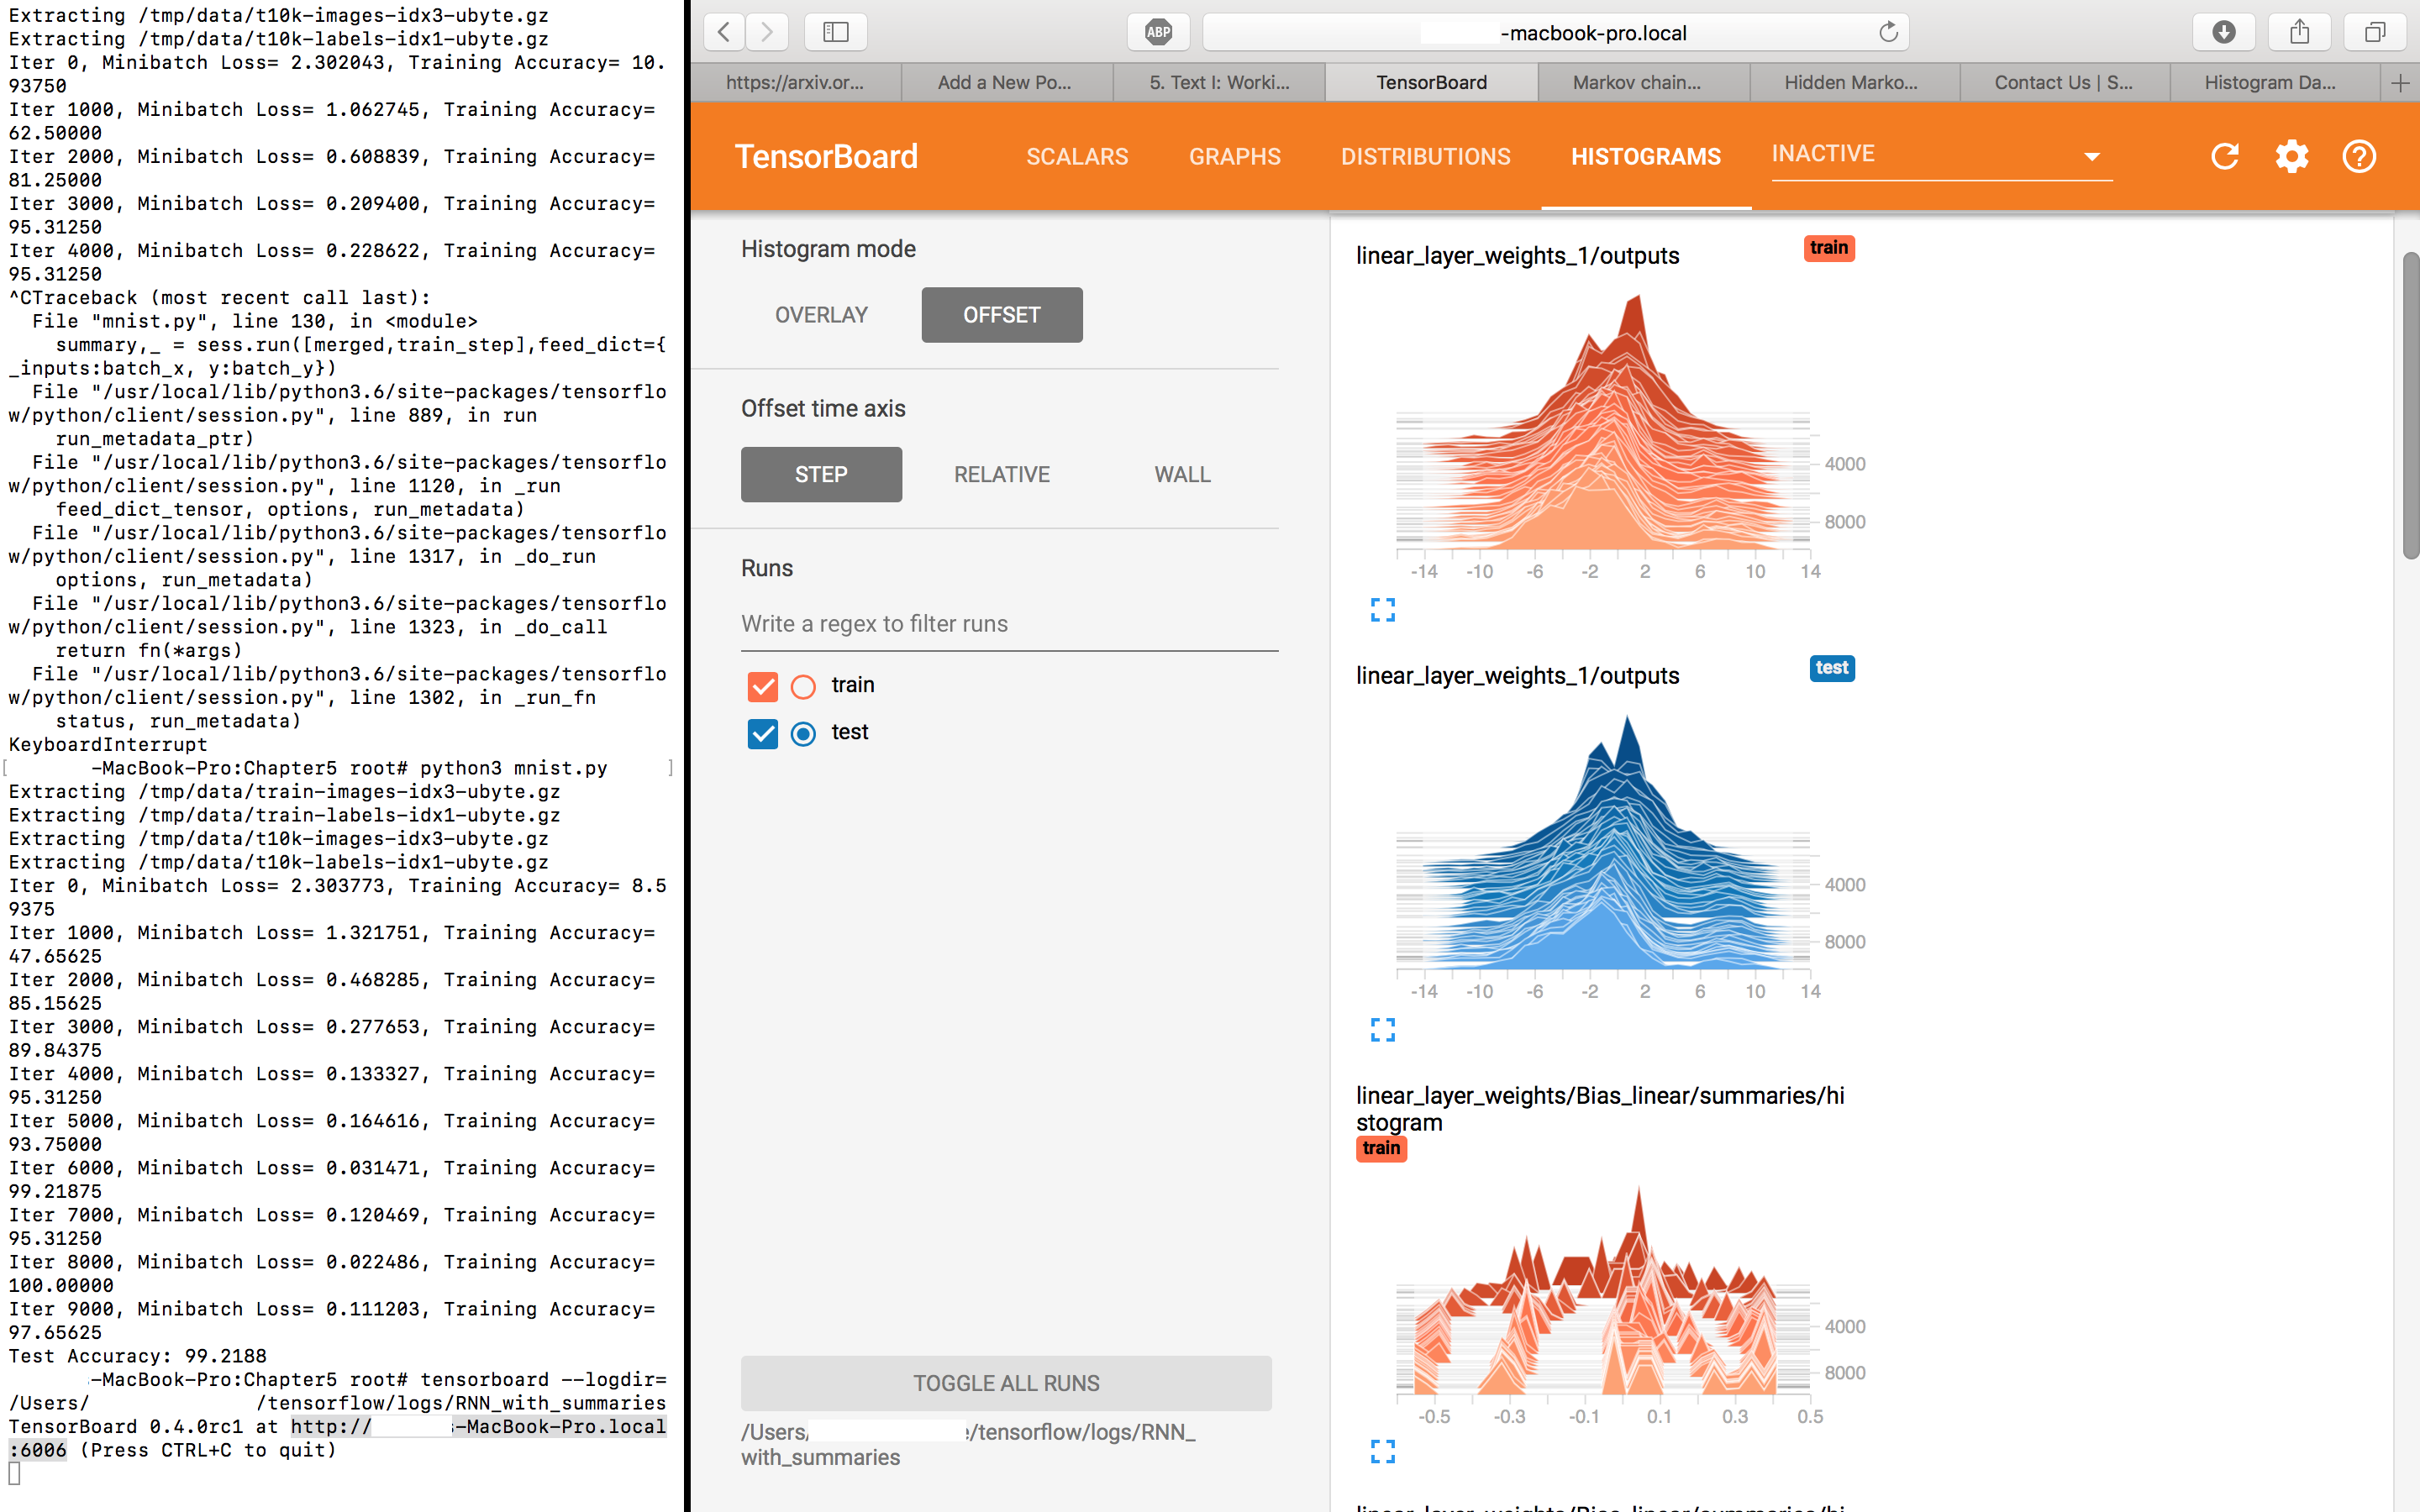 Extracting /tmp/data/t10k-images-idx3-ubyte.gz
Extracting /tmp/data/t10k-labels-idx1-ubyte.gz
Iter 0, Minibatch Loss= 2.302043, Training Accuracy= 10.
93750
Iter 1000, Minibatch Loss= 1.062745, Training Accuracy=
62.50000
Iter 2000, Minibatch Loss= 0.608839, Training Accuracy=
81.25000
Iter 3000, Minibatch Loss= 0.209400, Training Accuracy=
95.31250
Iter 4000, Minibatch Loss= 0.228622, Training Accuracy=
95.31250
^CTraceback (most recent call last):
File "mnist.py", line 130, in <module>
summary,_ = sess.run([merged,train_step],feed_dict={
_inputs:batch_x, y:batch_y})
File "/usr/local/lib/python3.6/site-packages/tensorflo
w/python/client/session.py", line 889, in run
run_metadata_ptr)
File "/usr/local/lib/python3.6/site-packages/tensorflo
w/python/client/session.py", line 1120, in _run
feed_dict_tensor, options, run_metadata)
File "/usr/local/lib/python3.6/site-packages/tensorflo
w/python/client/session.py", line 1317, in _do_run
options, run_metadata)
File "/usr/local/lib/python3.6/site-packages/tensorflo
w/python/client/session.py", line 1323, in _do_call
return fn(*args)
File "/usr/local/lib/python3.6/site-packages/tensorflo
w/python/client/session.py", line 1302, in _run_fn
status, run_metadata)
KeyboardInterrupt
[ -MacBook-Pro:Chapter5 root# python3 mnist.py ]
Extracting /tmp/data/train-images-idx3-ubyte.gz
Extracting /tmp/data/train-labels-idx1-ubyte.gz
Extracting /tmp/data/t10k-images-idx3-ubyte.gz
Extracting /tmp/data/t10k-labels-idx1-ubyte.gz
Iter 0, Minibatch Loss= 2.303773, Training Accuracy= 8.5
9375
Iter 1000, Minibatch Loss= 1.321751, Training Accuracy=
47.65625
Iter 2000, Minibatch Loss= 0.468285, Training Accuracy=
85.15625
Iter 3000, Minibatch Loss= 0.277653, Training Accuracy=
89.84375
Iter 4000, Minibatch Loss= 0.133327, Training Accuracy=
95.31250
Iter 5000, Minibatch Loss= 0.164616, Training Accuracy=
93.75000
Iter 6000, Minibatch Loss= 0.031471, Training Accuracy=
99.21875
Iter 7000, Minibatch Loss= 0.120469, Training Accuracy=
95.31250
Iter 8000, Minibatch Loss= 0.022486, Training Accuracy=
100.00000
Iter 9000, Minibatch Loss= 0.111203, Training Accuracy=
97.65625
Test Accuracy: 99.2188
-MacBook-Pro:Chapter5 root# tensorboard --logdir=
/Users/ /tensorflow/logs/RNN_with_summaries
TensorBoard 0.4.0rc1 at http:// -MacBook-Pro.local
:6006 (Press CTRL+C to quit)
ABP
-macbook-pro.local
https://arxiv.or...
Add a New Po...
5. Text I: Worki...
TensorBoard
Markov chain...
Hidden Marko...
Contact Us | S...
Histogram Da...
TensorBoard
SCALARS
GRAPHS
DISTRIBUTIONS
HISTOGRAMS
INACTIVE
Histogram mode
OVERLAY
OFFSET
Offset time axis
STEP
RELATIVE
WALL
Runs
Write a regex to filter runs
train
test
TOGGLE ALL RUNS
/Users/ /tensorflow/logs/RNN_
with_summaries
linear_layer_weights_1/outputs
train
4000
8000
-14 -10 -6 -2 2 6 10 14
linear_layer_weights_1/outputs
test
4000
8000
-14 -10 -6 -2 2 6 10 14
linear_layer_weights/Bias_linear/summaries/hi
stogram
train
4000
8000
-0.5 -0.3 -0.1 0.1 0.3 0.5